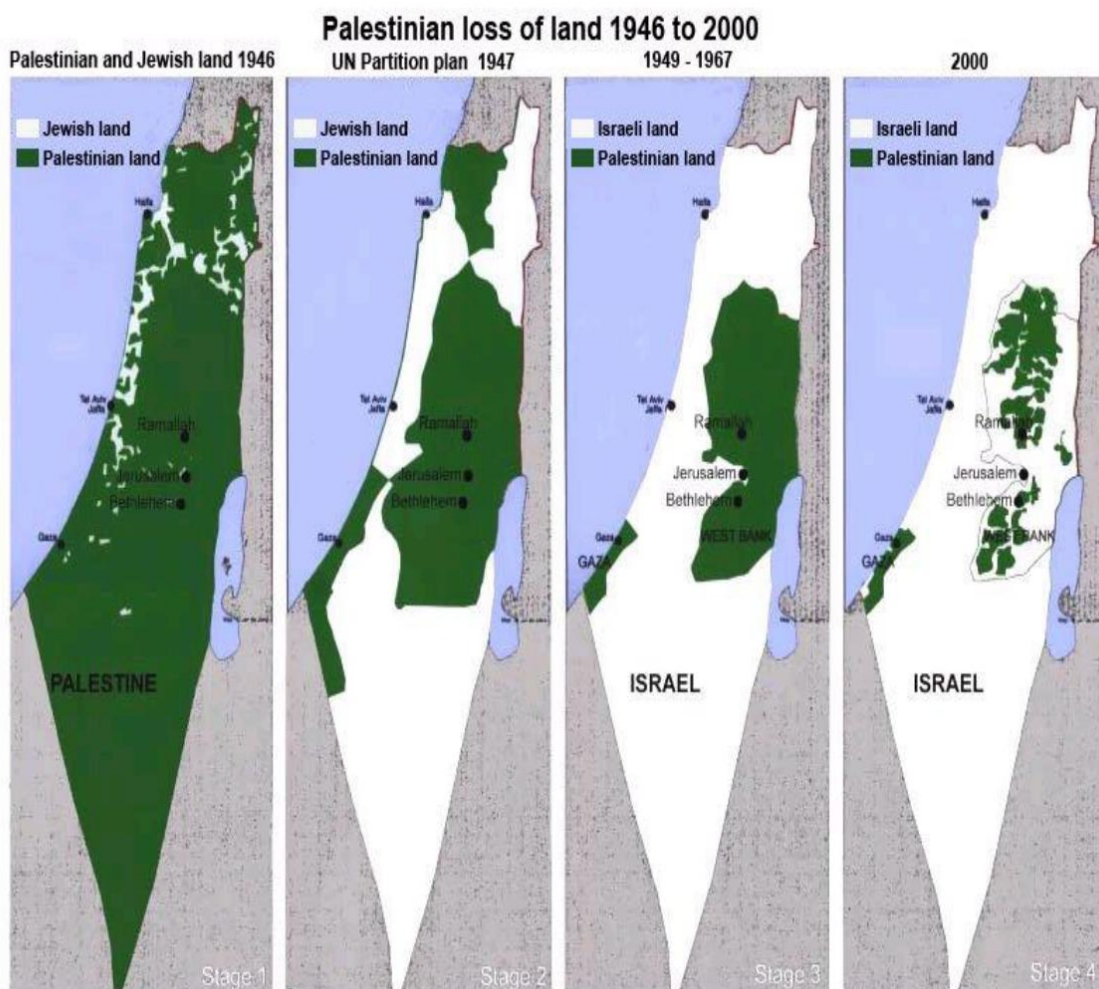 Palestinian loss of land 1946 to 2000
Palestinian and Jewish land 1946
Jewish land
Palestinian land
Haifa
Tel Aviv
Jaffa
Ramallah
Jerusalem
Bethlehem
Gaza
PALESTINE
Stage 1
UN Partition plan 1947
Jewish land
Palestinian land
Haifa
Tel Aviv
Jaffa
Ramallah
Jerusalem
Bethlehem
Gaza
Stage 2
1949 - 1967
Israeli land
Palestinian land
Haifa
Tel Aviv
Jaffa
Ramallah
Jerusalem
Bethlehem
WEST BANK
Gaza
GAZA
ISRAEL
Stage 3
2000
Israeli land
Palestinian land
Haifa
Tel Aviv
Jaffa
Ramallah
Jerusalem
Bethlehem
WEST BANK
Gaza
GAZA
ISRAEL
Stage 4